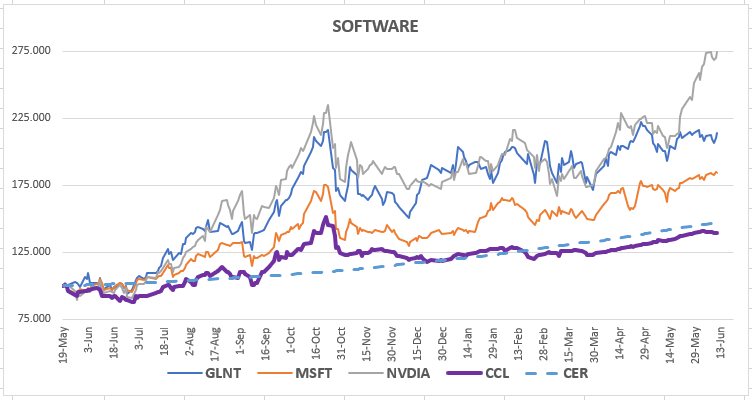 SOFTWARE
275.000
225.000
175.000
125.000
75.000
19-May
3-Jun
18-Jun
3-Jul
18-Jul
2-Aug
17-Aug
1-Sep
16-Sep
1-Oct
16-Oct
31-Oct
15-Nov
30-Nov
15-Dec
30-Dec
14-Jan
29-Jan
13-Feb
28-Feb
15-Mar
30-Mar
14-Apr
29-Apr
14-May
29-May
13-Jun
GLNT MSFT NVDIA CCL CER